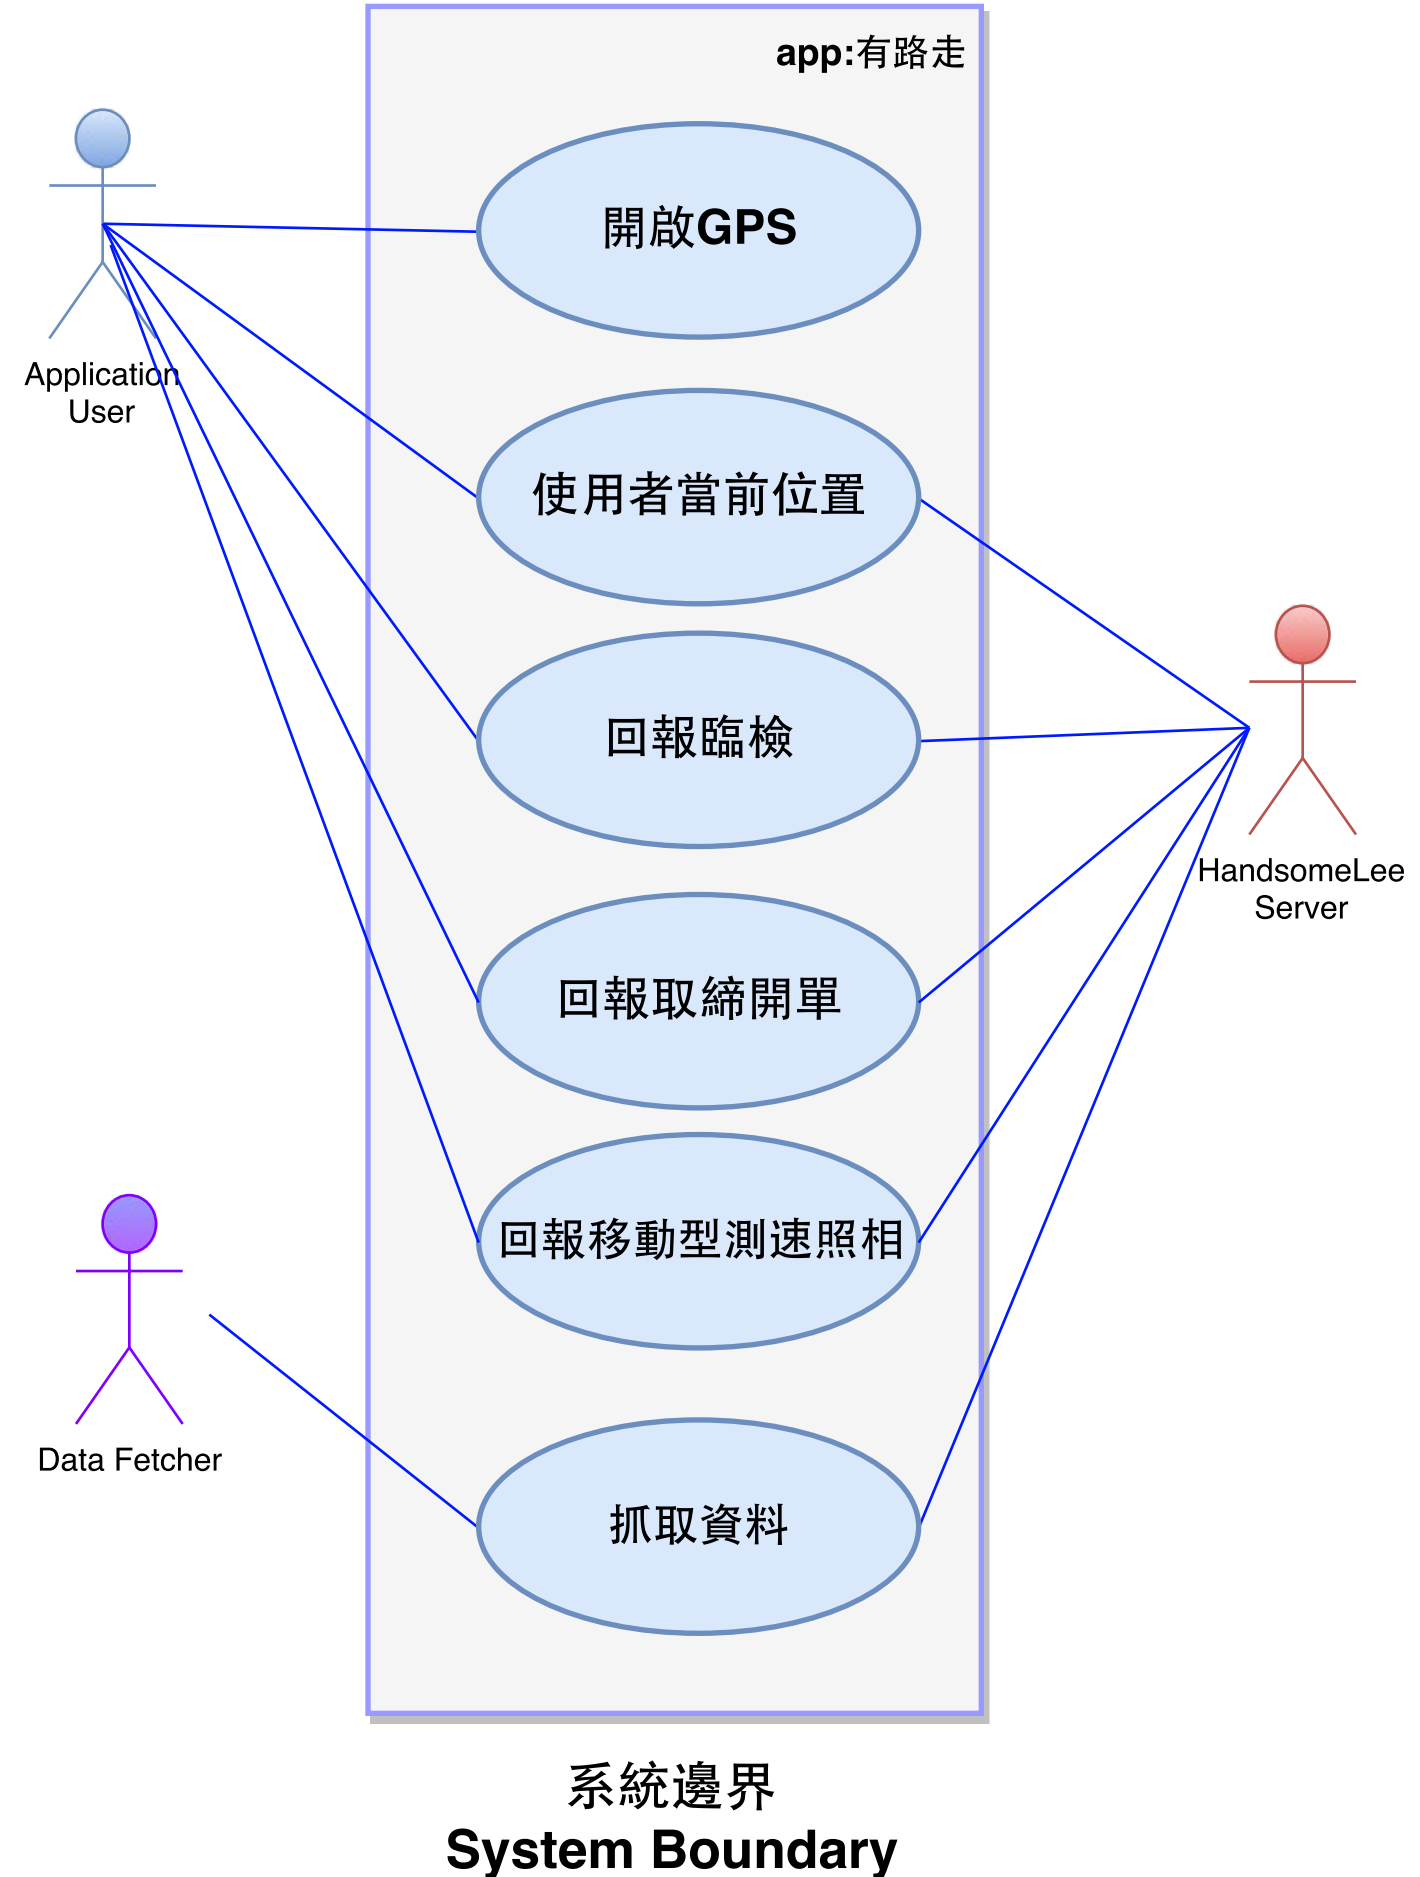 app:有路走
開啟GPS
Application
User
使用者當前位置
回報臨檢
HandsomeLee
Server
回報取締開單
回報移動型測速照相
Data Fetcher
抓取資料
系統邊界
System Boundary